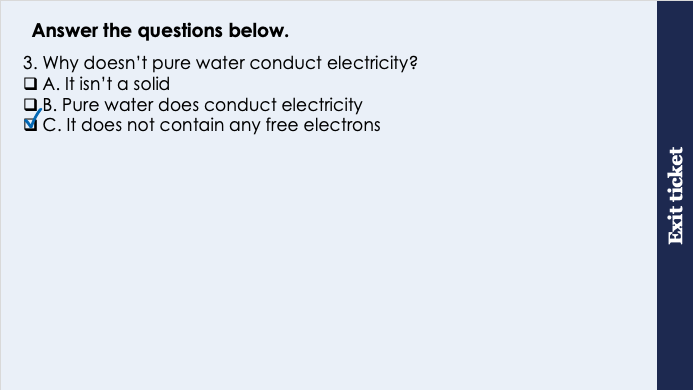 Answer the questions below.
3. Why doesn’t pure water conduct electricity?
❑ A. It isn’t a solid
❑ B. Pure water does conduct electricity
❑ C. It does not contain any free electrons
Exit ticket